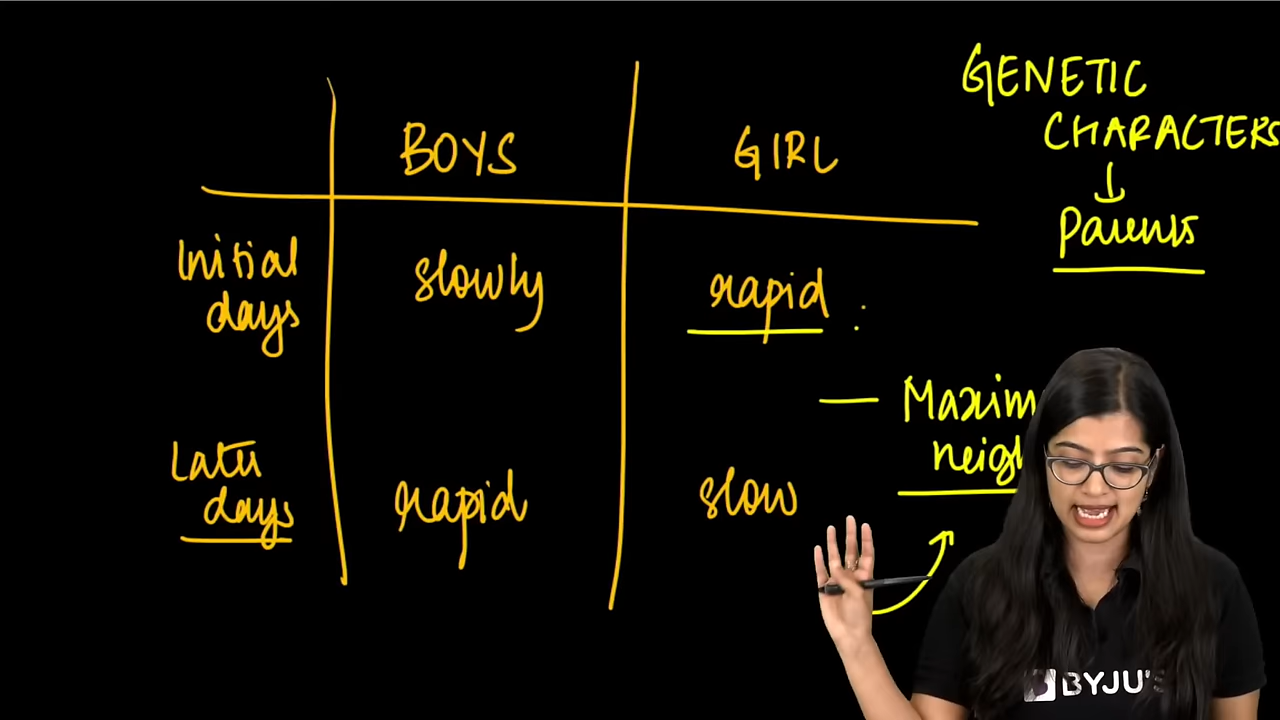 GENETIC
CHARACTERS
Parents
BOYS
GIRL
Initial
days
slowly
rapid :
Later
days
rapid
slow
— Maxim
neigh
BYJU'S